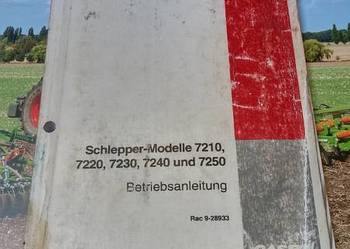 Schlepper-Modelle 7210,
7220, 7230, 7240 und 7250
Betriebsanleitung
Rac 9-28933